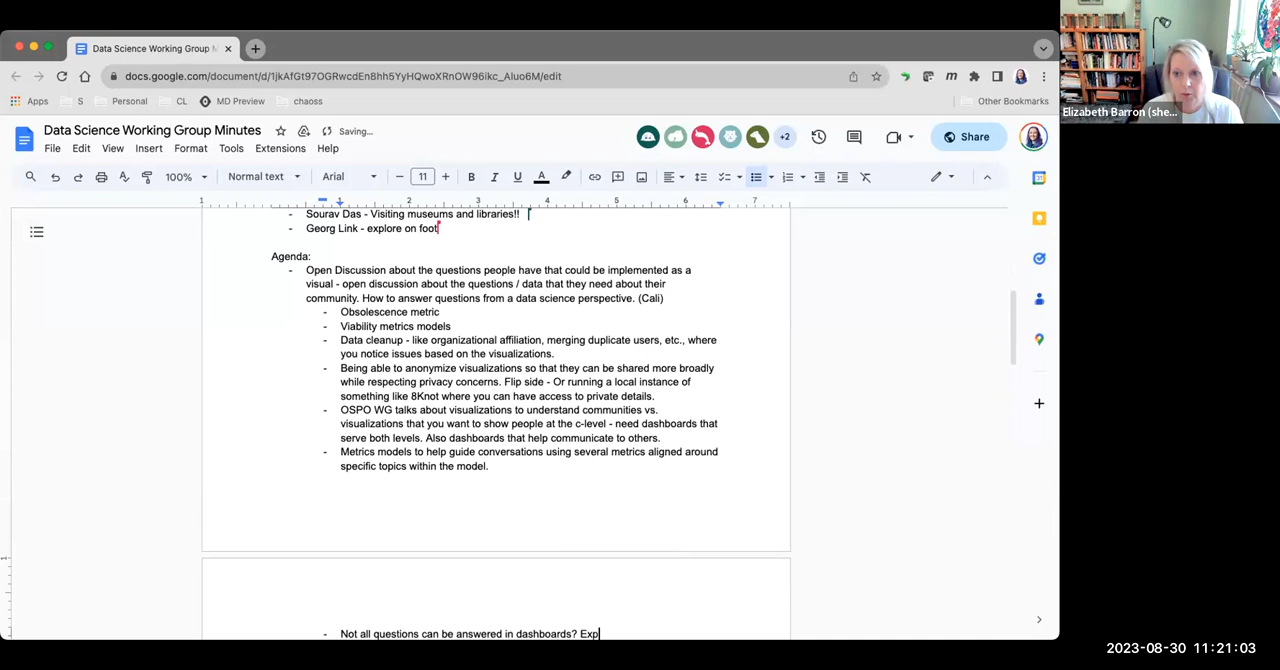 Data Science Working Group M
docs.google.com/document/d/1jkAfGt97OGRwcdEn8hh5YyHQwoXRnOW96ikc_Aluo6M/edit
Apps S Personal CL MD Preview chaoss Other Bookmarks
Data Science Working Group Minutes Saving...
File Edit View Insert Format Tools Extensions Help
+2 Share
100% Normal text Arial 11
1 1 2 3 4 5 6 7
- Sourav Das - Visiting museums and libraries!!
- Georg Link - explore on foot
Agenda:
- Open Discussion about the questions people have that could be implemented as a
visual - open discussion about the questions / data that they need about their
community. How to answer questions from a data science perspective. (Cali)
- Obsolescence metric
- Viability metrics models
- Data cleanup - like organizational affiliation, merging duplicate users, etc., where
you notice issues based on the visualizations.
- Being able to anonymize visualizations so that they can be shared more broadly
while respecting privacy concerns. Flip side - Or running a local instance of
something like 8Knot where you can have access to private details.
- OSPO WG talks about visualizations to understand communities vs.
visualizations that you want to show people at the c-level - need dashboards that
serve both levels. Also dashboards that help communicate to others.
- Metrics models to help guide conversations using several metrics aligned around
specific topics within the model.
- Not all questions can be answered in dashboards? Exp
Elizabeth Barron (she...
2023-08-30 11:21:03